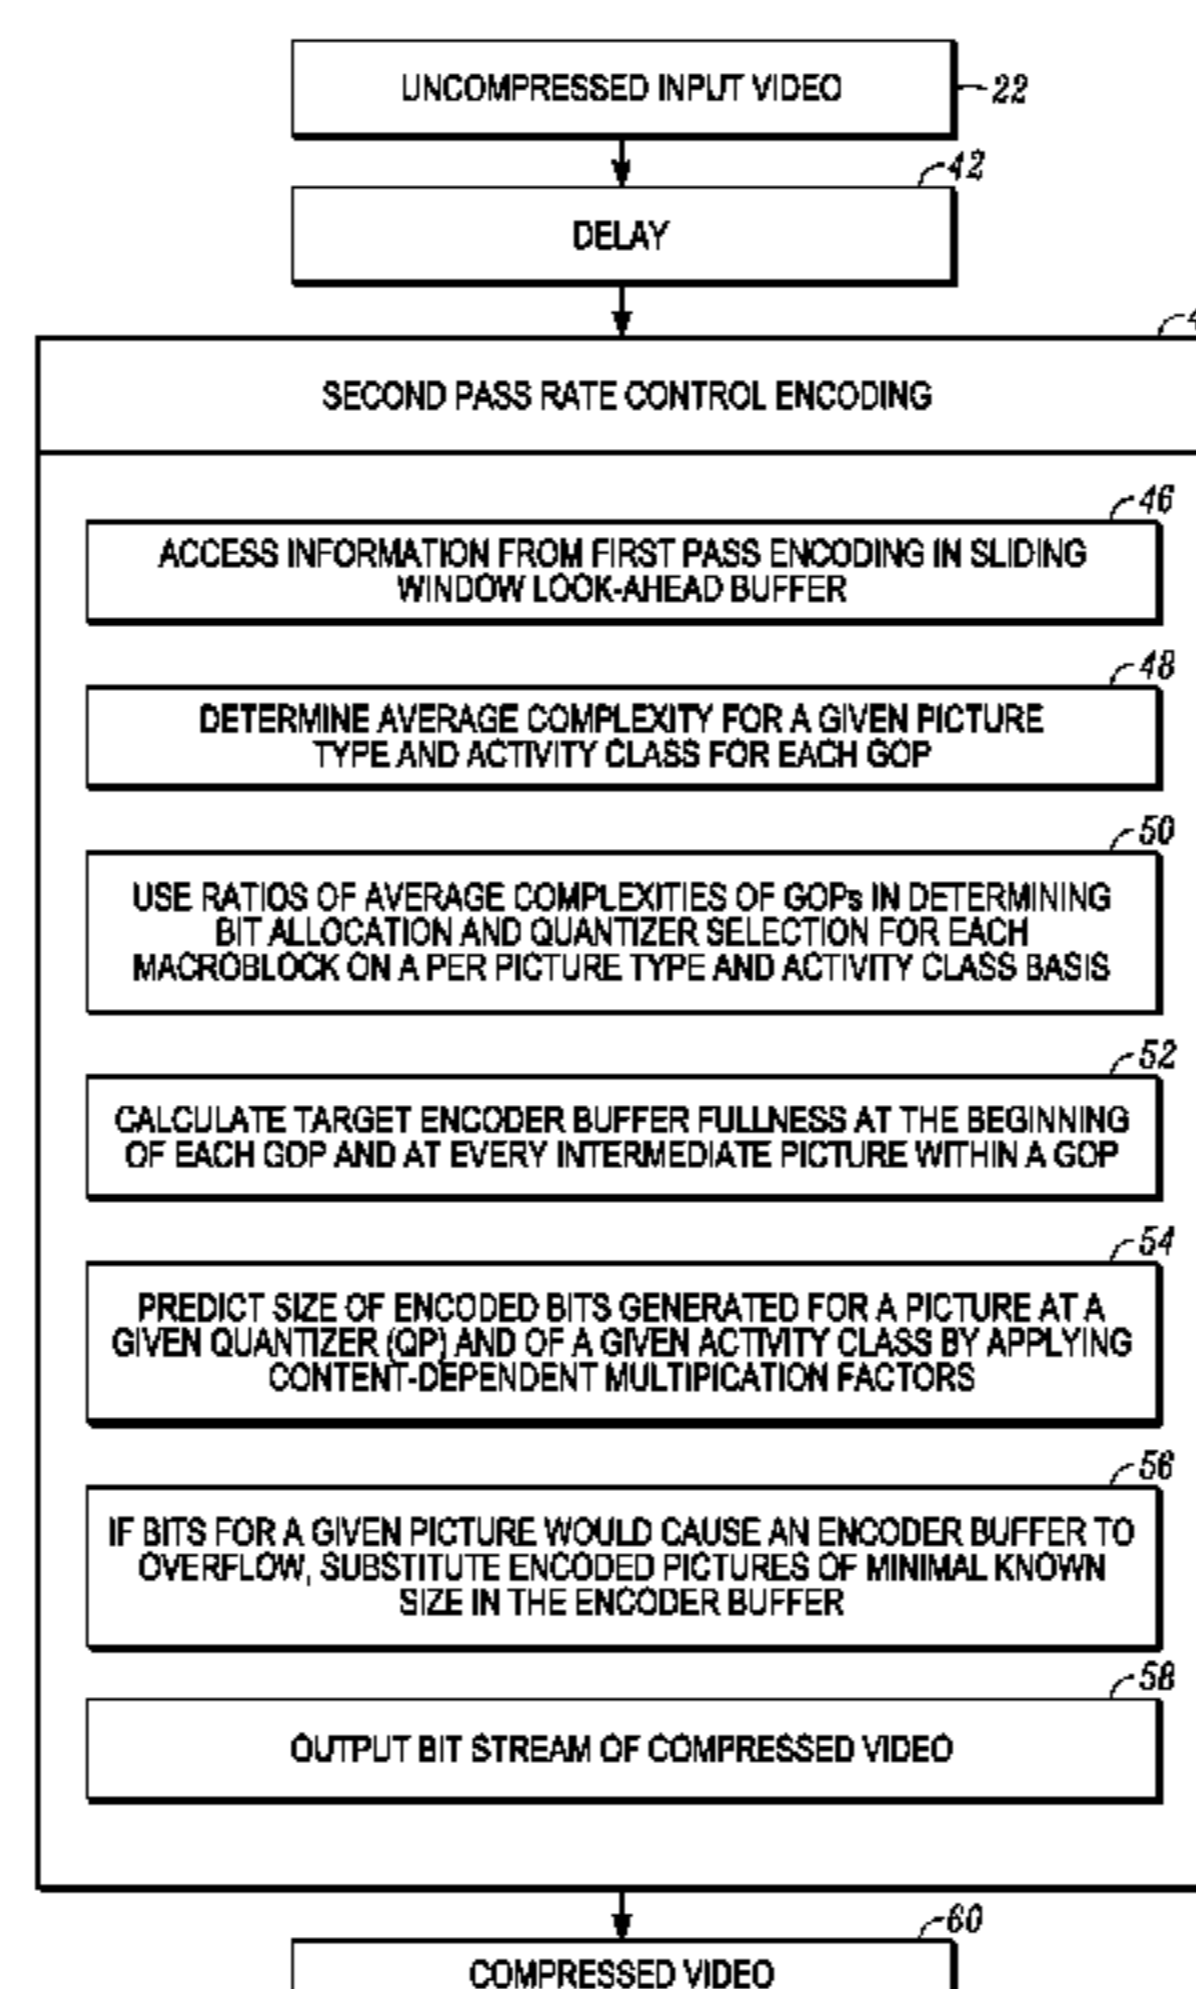 UNCOMPRESSED INPUT VIDEO
22
42
DELAY
4
SECOND PASS RATE CONTROL ENCODING
46
ACCESS INFORMATION FROM FIRST PASS ENCODING IN SLIDING
WINDOW LOOK-AHEAD BUFFER
48
DETERMINE AVERAGE COMPLEXITY FOR A GIVEN PICTURE
TYPE AND ACTIVITY CLASS FOR EACH GOP
50
USE RATIOS OF AVERAGE COMPLEXITIES OF GOPs IN DETERMINING
BIT ALLOCATION AND QUANTIZER SELECTION FOR EACH
MACROBLOCK ON A PER PICTURE TYPE AND ACTIVITY CLASS BASIS
52
CALCULATE TARGET ENCODER BUFFER FULLNESS AT THE BEGINNING
OF EACH GOP AND AT EVERY INTERMEDIATE PICTURE WITHIN A GOP
54
PREDICT SIZE OF ENCODED BITS GENERATED FOR A PICTURE AT A
GIVEN QUANTIZER (QP) AND OF A GIVEN ACTIVITY CLASS BY APPLYING
CONTENT-DEPENDENT MULTIPICATION FACTORS
56
IF BITS FOR A GIVEN PICTURE WOULD CAUSE AN ENCODER BUFFER TO
OVERFLOW, SUBSTITUTE ENCODED PICTURES OF MINIMAL KNOWN
SIZE IN THE ENCODER BUFFER
58
OUTPUT BIT STREAM OF COMPRESSED VIDEO
60
COMPRESSED VIDEO